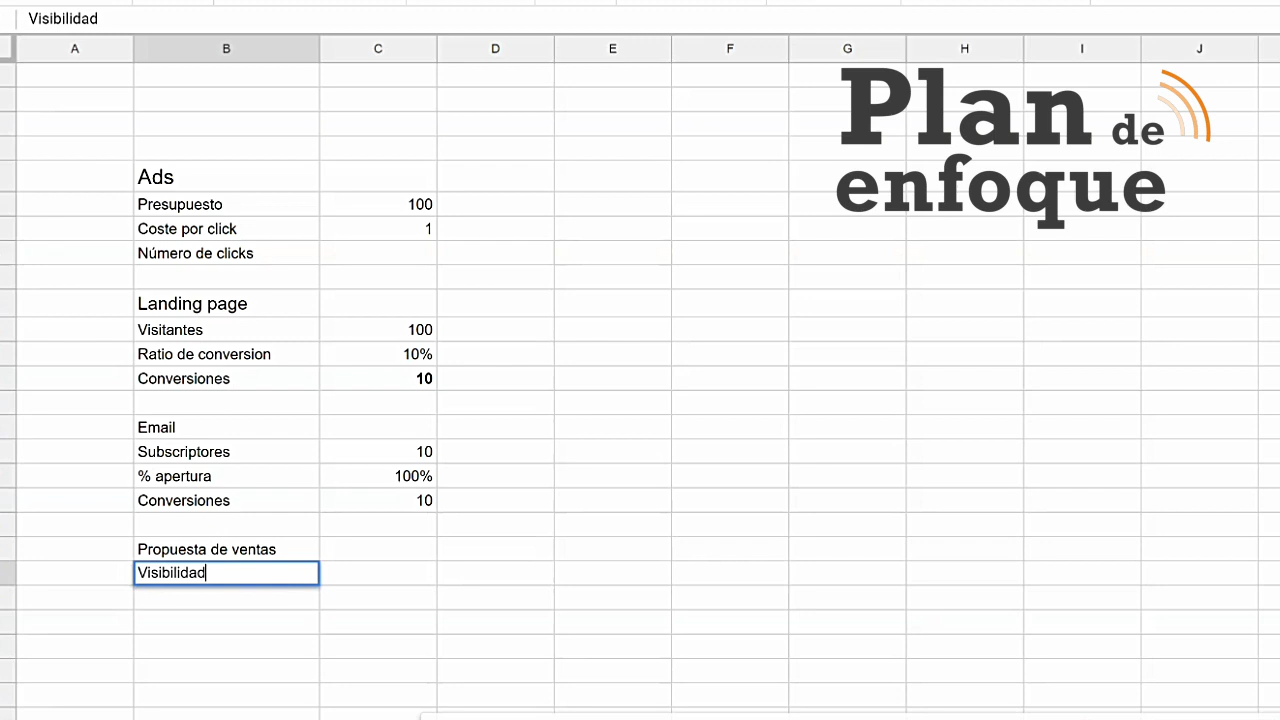 Visibilidad
A B C D E F G H I J
Plan de
enfoque
Ads
Presupuesto 100
Coste por click 1
Número de clicks
Landing page
Visitantes 100
Ratio de conversion 10%
Conversiones 10
Email
Subscriptores 10
% apertura 100%
Conversiones 10
Propuesta de ventas
Visibilidad